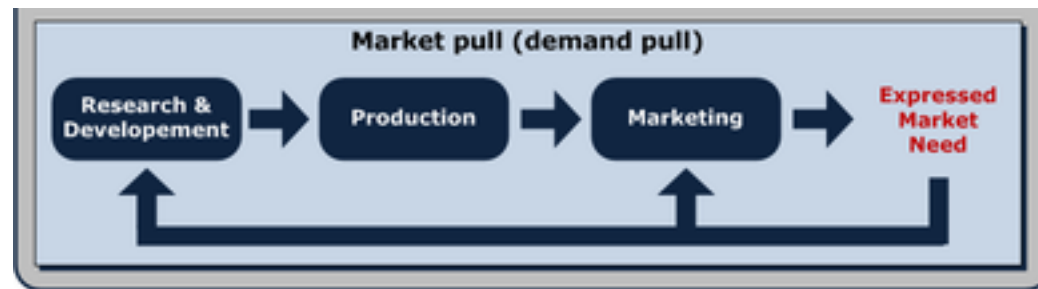 Market pull (demand pull)
Research &
Developement
Production
Marketing
Expressed
Market
Need